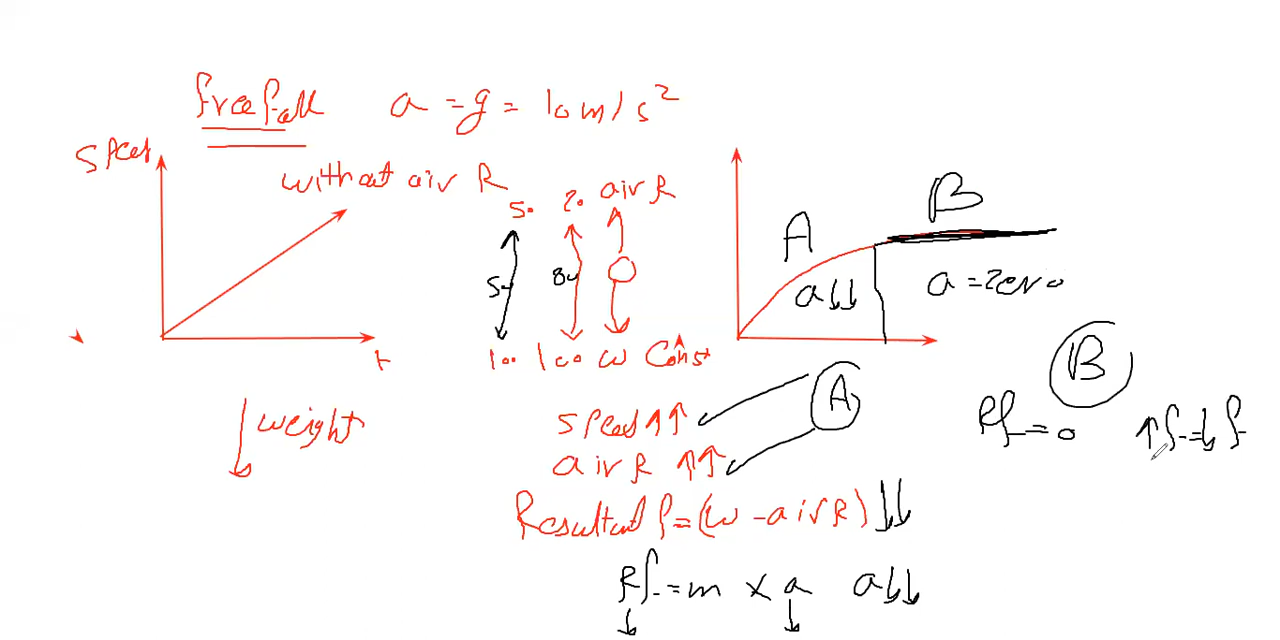 free fall a = g = 10 m/s²
Speed
without air R
50 20 air R
50 80
100 100 W Const
t
weight
A
B
a↓↓
a = Zero
A
Speed ↑↑
air R ↑↑
Resultant f = (W - air R) ↓↓
Rf = m × a a↓↓
B
Rf = 0 ↑f = ↓f